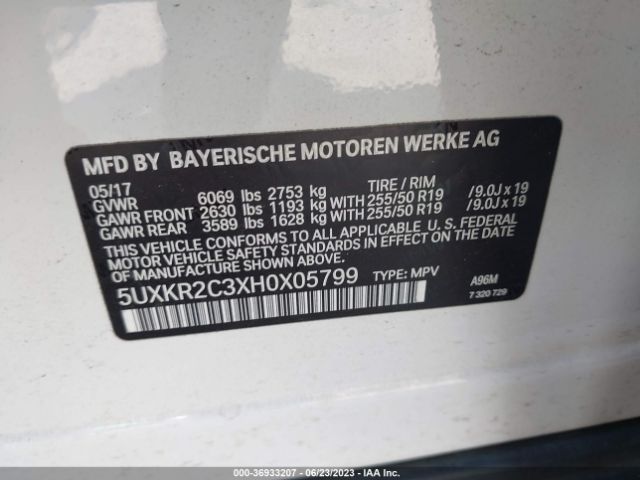 MFD BY BAYERISCHE MOTOREN WERKE AG
05/17 TIRE / RIM
GVWR 6069 lbs 2753 kg
GAWR FRONT 2630 lbs 1193 kg WITH 255/50 R19 /9.0J x 19
GAWR REAR 3589 lbs 1628 kg WITH 255/50 R19 /9.0J x 19
THIS VEHICLE CONFORMS TO ALL APPLICABLE U.S. FEDERAL
MOTOR VEHICLE SAFETY STANDARDS IN EFFECT ON THE
DATE OF MANUFACTURE SHOWN ABOVE.
5UXKR2C3XH0X05799 TYPE: MPV A96M
7 320 729
000-36933207 - 06/23/2023 - IAA Inc.